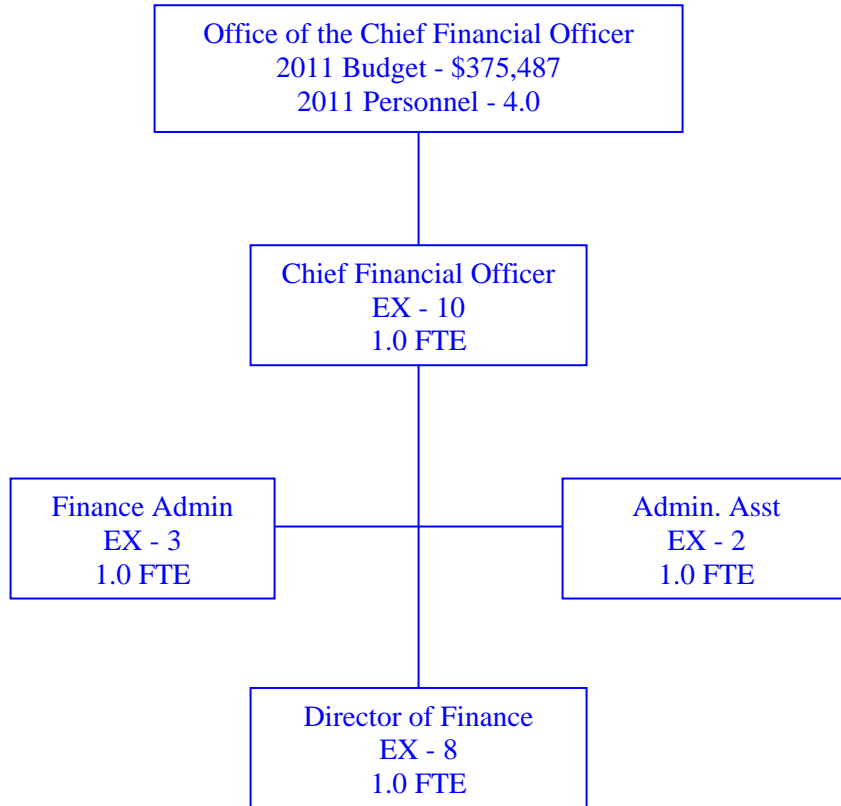 Office of the Chief Financial Officer
2011 Budget - $375,487
2011 Personnel - 4.0
Chief Financial Officer
EX - 10
1.0 FTE
Finance Admin
EX - 3
1.0 FTE
Admin. Asst
EX - 2
1.0 FTE
Director of Finance
EX - 8
1.0 FTE